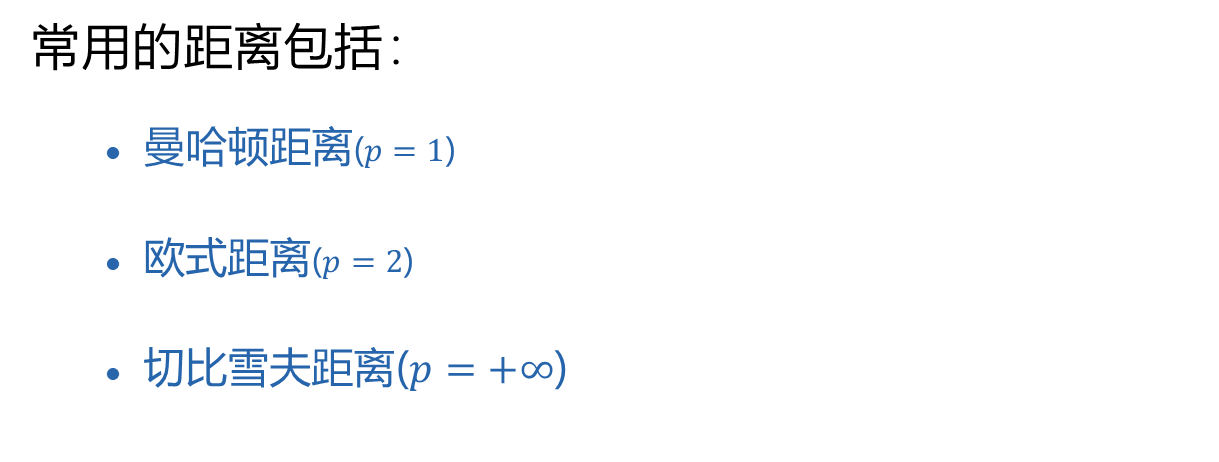 常用的距离包括：
• 曼哈顿距离(p = 1)
• 欧式距离(p = 2)
• 切比雪夫距离(p = +∞)